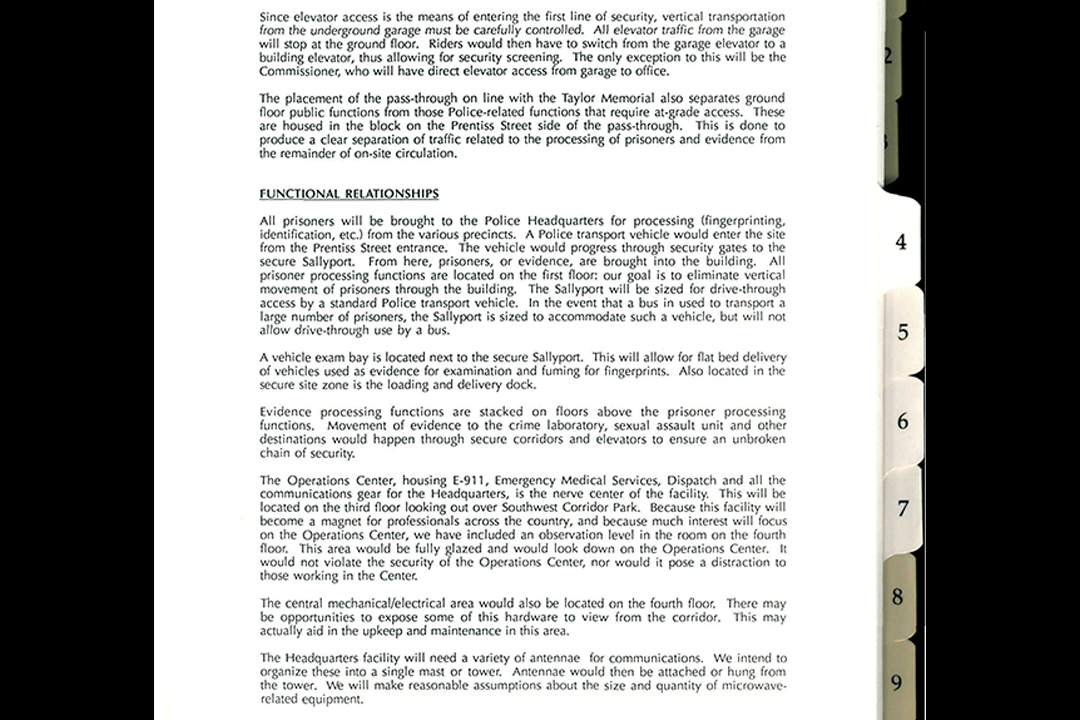 Since elevator access is the means of entering the first line of security, vertical transportation
from the underground garage must be carefully controlled. All elevator traffic from the garage
will stop at the ground floor. Riders would then have to switch from the garage elevator to a
building elevator, thus allowing for security screening. The only exception to this will be the
Commissioner, who will have direct elevator access from garage to office.
The placement of the pass-through on line with the Taylor Memorial also separates ground
floor public functions from those Police-related functions that require at-grade access. These
are housed in the block on the Prentiss Street side of the pass-through. This is done to
produce a clear separation of traffic related to the processing of prisoners and evidence from
the remainder of on-site circulation.
FUNCTIONAL RELATIONSHIPS
All prisoners will be brought to the Police Headquarters for processing (fingerprinting,
identification, etc.) from the various precincts. A Police transport vehicle would enter the site
from the Prentiss Street entrance. The vehicle would progress through security gates to the
secure Sallyport. From here, prisoners, or evidence, are brought into the building. All
prisoner processing functions are located on the first floor: our goal is to eliminate vertical
movement of prisoners through the building. The Sallyport will be sized for drive-through
access by a standard Police transport vehicle. In the event that a bus in used to transport a
large number of prisoners, the Sallyport is sized to accommodate such a vehicle, but will not
allow drive-through use by a bus.
A vehicle exam bay is located next to the secure Sallyport. This will allow for flat bed delivery
of vehicles used as evidence for examination and fuming for fingerprints. Also located in the
secure site zone is the loading and delivery dock.
Evidence processing functions are stacked on floors above the prisoner processing
functions. Movement of evidence to the crime laboratory, sexual assault unit and other
destinations would happen through secure corridors and elevators to ensure an unbroken
chain of security.
The Operations Center, housing E-911, Emergency Medical Services, Dispatch and all the
communications gear for the Headquarters, is the nerve center of the facility. This will be
located on the third floor looking out over Southwest Corridor Park. Because this facility will
become a magnet for professionals across the country, and because much interest will focus
on the Operations Center, we have included an observation level in the room on the fourth
floor. This area would be fully glazed and would look down on the Operations Center. It
would not violate the security of the Operations Center, nor would it pose a distraction to
those working in the Center.
The central mechanical/electrical area would also be located on the fourth floor. There may
be opportunities to expose some of this hardware to view from the corridor. This may
actually aid in the upkeep and maintenance in this area.
The Headquarters facility will need a variety of antennae for communications. We intend to
organize these into a single mast or tower. Antennae would then be attached or hung from
the tower. We will make reasonable assumptions about the size and quantity of microwave-
related equipment.
2
3
4
5
6
7
8
9